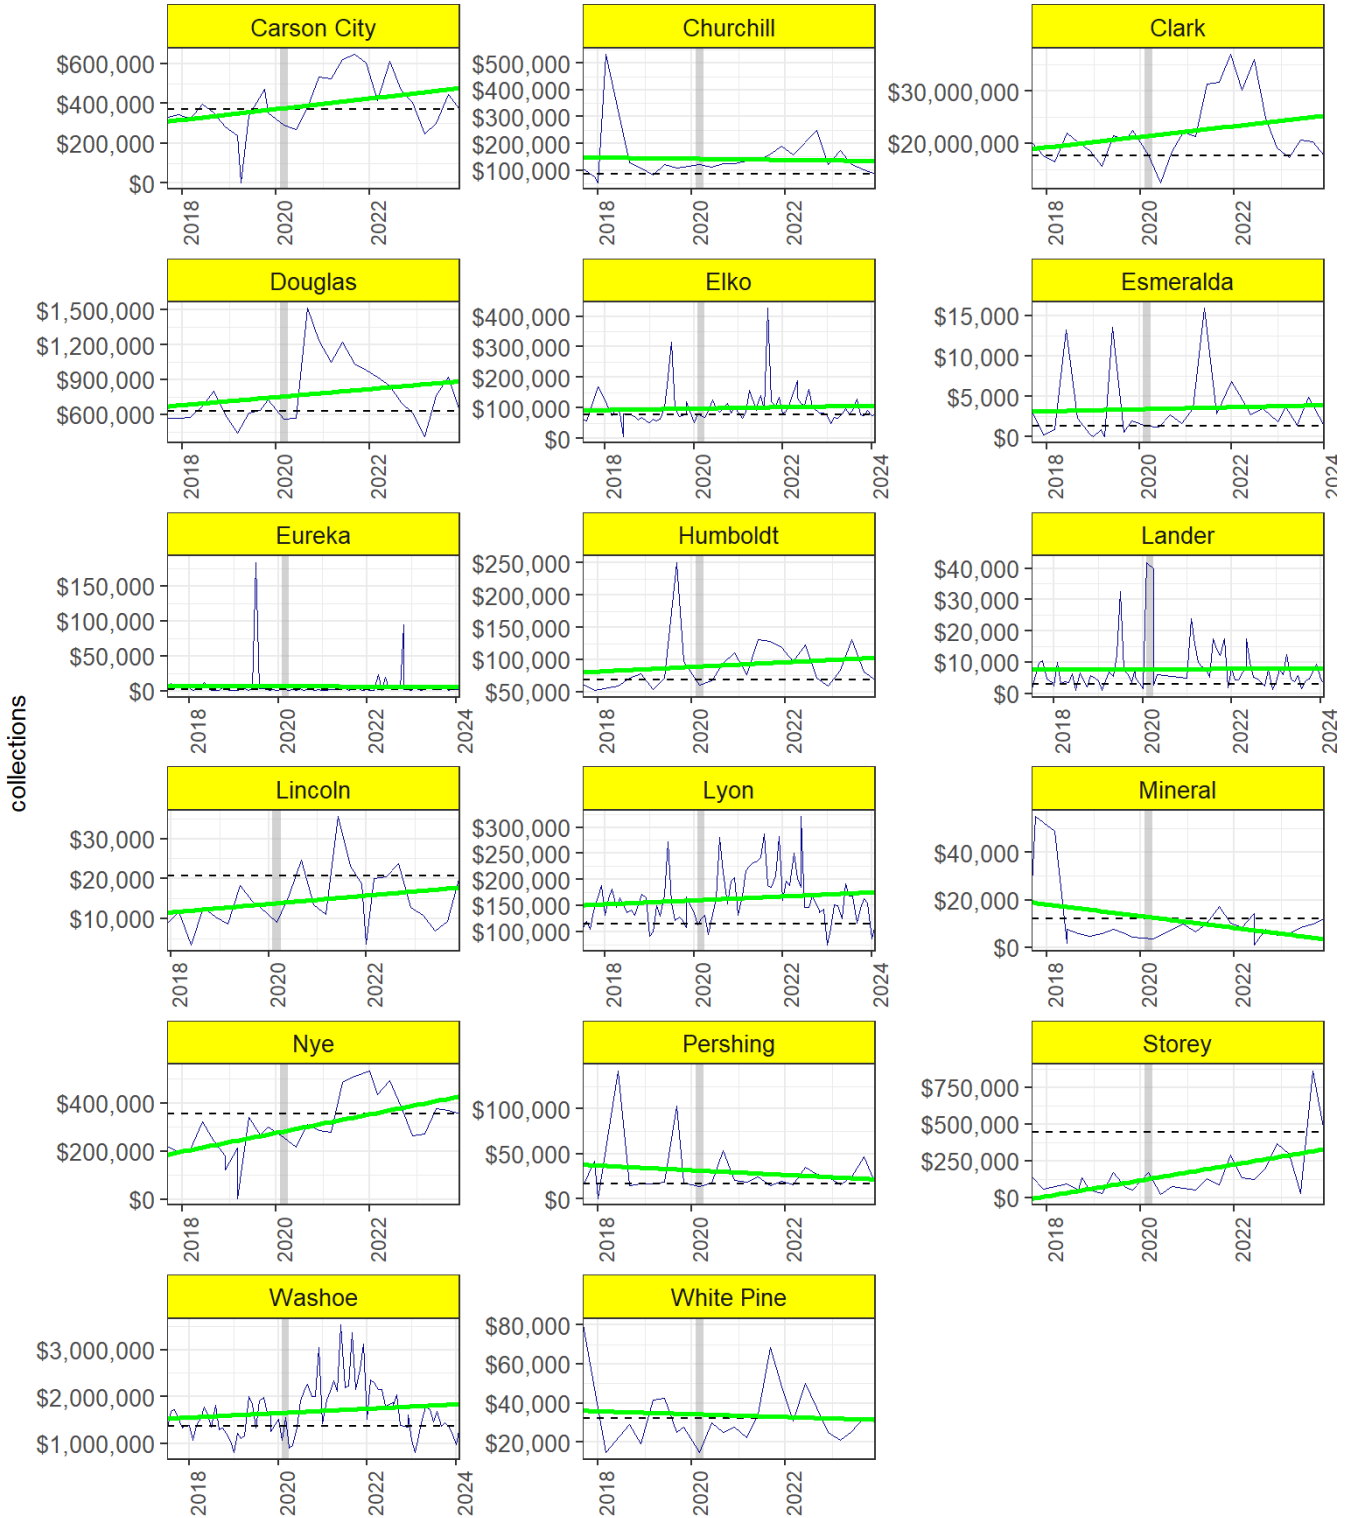 Carson City
Churchill
Clark
$600,000
$400,000
$200,000
$0
$500,000
$400,000
$300,000
$200,000
$100,000
$30,000,000
$20,000,000
2018 2020 2022
2018 2020 2022
2018 2020 2022
Douglas
Elko
Esmeralda
$1,500,000
$1,200,000
$900,000
$600,000
$400,000
$300,000
$200,000
$100,000
$0
$15,000
$10,000
$5,000
$0
2018 2020 2022
2018 2020 2022 2024
2018 2020 2022 2024
Eureka
Humboldt
Lander
$150,000
$100,000
$50,000
$0
$250,000
$200,000
$150,000
$100,000
$50,000
$40,000
$30,000
$20,000
$10,000
$0
2018 2020 2022 2024
2018 2020 2022
2018 2020 2022 2024
collections
Lincoln
Lyon
Mineral
$30,000
$20,000
$10,000
$300,000
$250,000
$200,000
$150,000
$100,000
$40,000
$20,000
$0
2018 2020 2022
2018 2020 2022 2024
2018 2020 2022
Nye
Pershing
Storey
$400,000
$200,000
$0
$100,000
$50,000
$0
$750,000
$500,000
$250,000
$0
2018 2020 2022
2018 2020 2022
2018 2020 2022
Washoe
White Pine
$3,000,000
$2,000,000
$1,000,000
$80,000
$60,000
$40,000
$20,000
2018 2020 2022 2024
2018 2020 2022